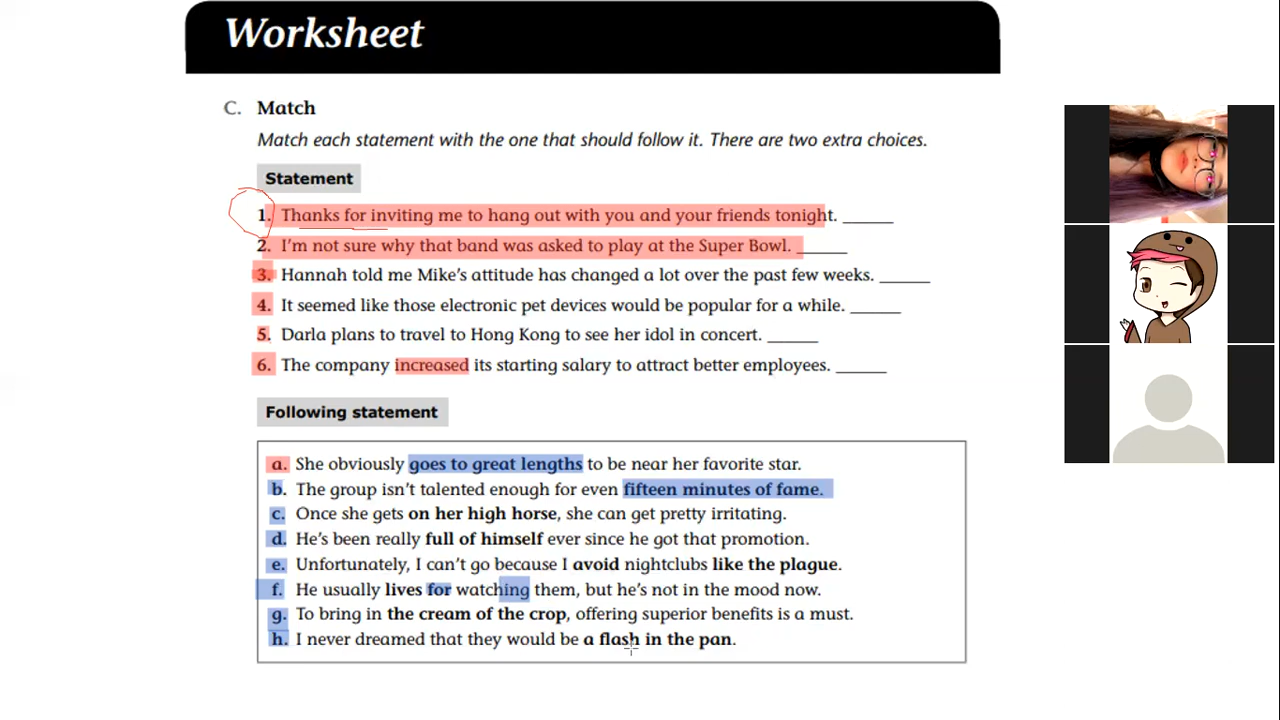 Worksheet
C. Match
Match each statement with the one that should follow it. There are two extra choices.
Statement
1. Thanks for inviting me to hang out with you and your friends tonight. _____
2. I'm not sure why that band was asked to play at the Super Bowl. _____
3. Hannah told me Mike's attitude has changed a lot over the past few weeks. _____
4. It seemed like those electronic pet devices would be popular for a while. _____
5. Darla plans to travel to Hong Kong to see her idol in concert. _____
6. The company increased its starting salary to attract better employees. _____
Following statement
a. She obviously goes to great lengths to be near her favorite star.
b. The group isn't talented enough for even fifteen minutes of fame.
c. Once she gets on her high horse, she can get pretty irritating.
d. He's been really full of himself ever since he got that promotion.
e. Unfortunately, I can't go because I avoid nightclubs like the plague.
f. He usually lives for watching them, but he's not in the mood now.
g. To bring in the cream of the crop, offering superior benefits is a must.
h. I never dreamed that they would be a flash in the pan.